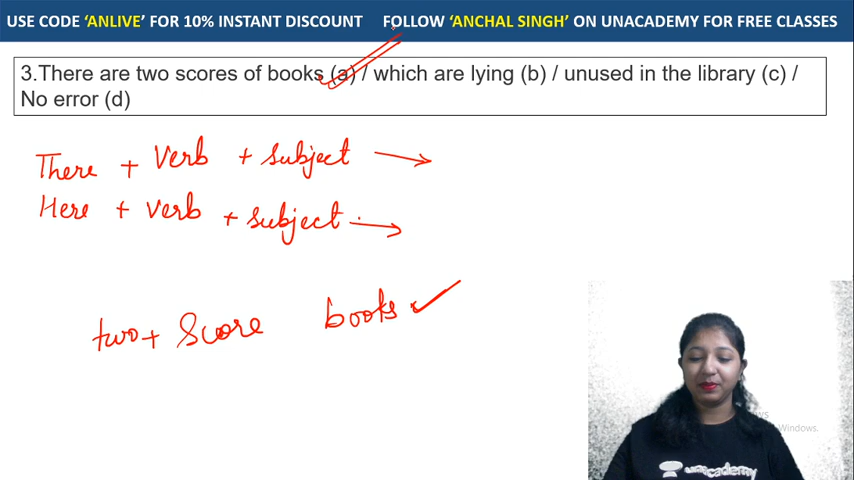 USE CODE ‘ANLIVE’ FOR 10% INSTANT DISCOUNT FOLLOW ‘ANCHAL SINGH’ ON UNACADEMY FOR FREE CLASSES
3.There are two scores of books (a) / which are lying (b) / unused in the library (c) /
No error (d)
There + verb + subject
Here + verb + subject
two + Score books
Windows.
unacademy